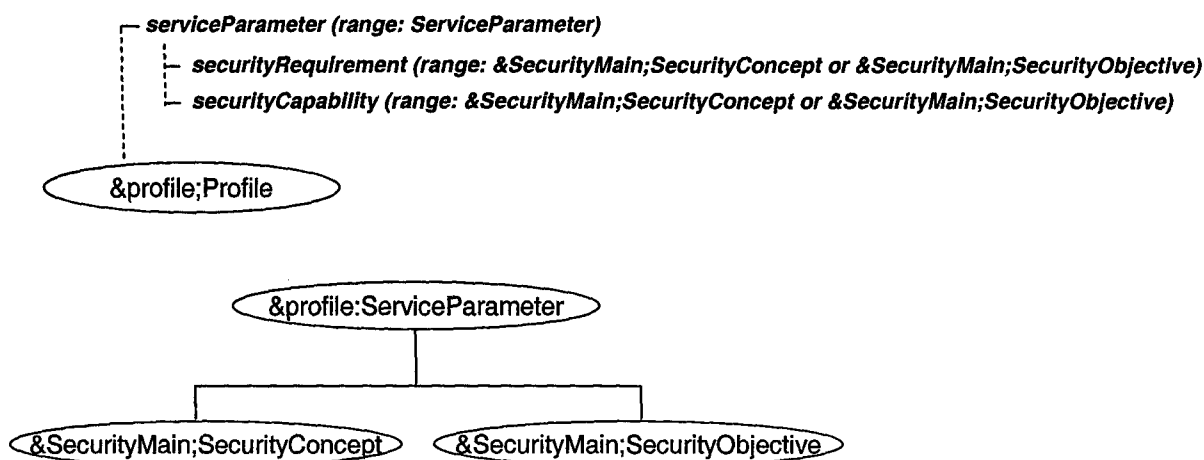 serviceParameter (range: ServiceParameter)
securityRequirement (range: &SecurityMain;SecurityConcept or &SecurityMain;SecurityObjective)
securityCapability (range: &SecurityMain;SecurityConcept or &SecurityMain;SecurityObjective)
&profile;Profile
&profile:ServiceParameter
&SecurityMain;SecurityConcept
&SecurityMain;SecurityObjective